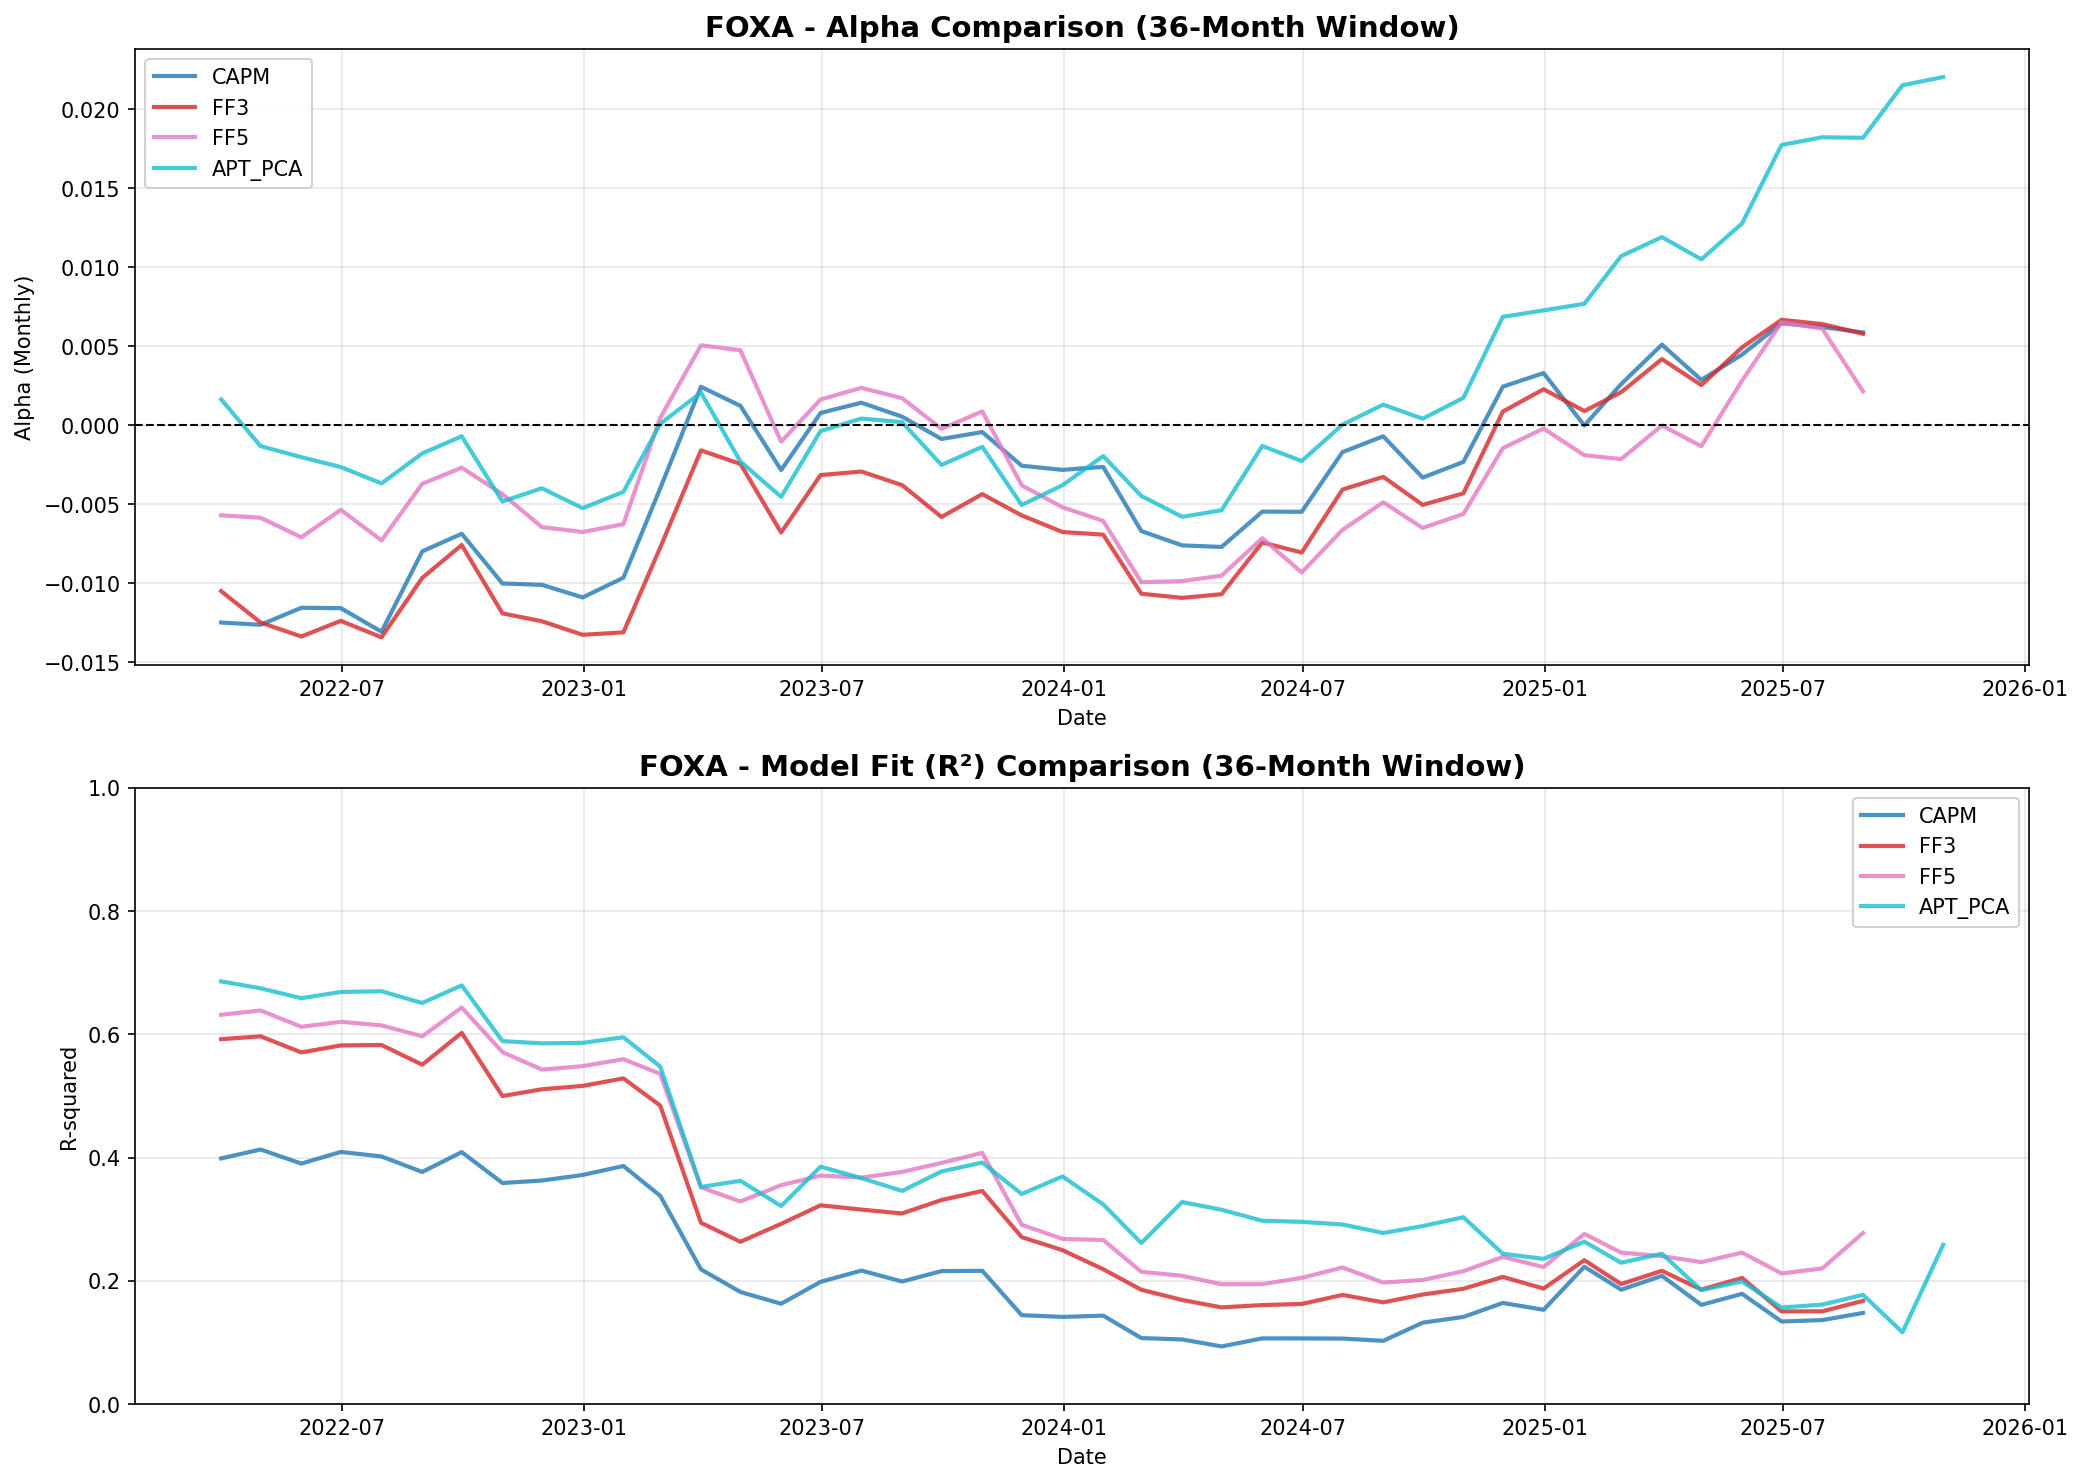 FOXA - Alpha Comparison (36-Month Window)
CAPM
FF3
FF5
APT_PCA
0.020
0.015
0.010
0.005
0.000
−0.005
−0.010
−0.015
Alpha (Monthly)
2022-07
2023-01
2023-07
2024-01
2024-07
2025-01
2025-07
2026-01
Date
FOXA - Model Fit (R²) Comparison (36-Month Window)
CAPM
FF3
FF5
APT_PCA
1.0
0.8
0.6
0.4
0.2
0.0
R-squared
2022-07
2023-01
2023-07
2024-01
2024-07
2025-01
2025-07
2026-01
Date